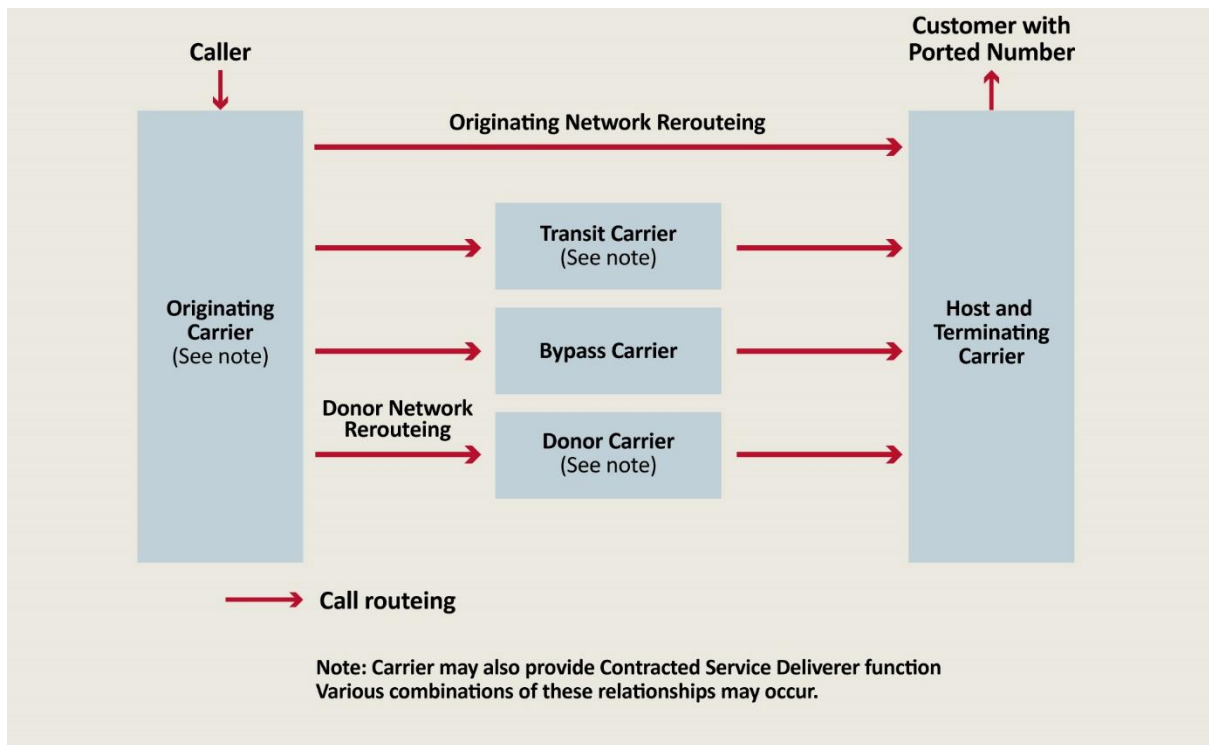 Caller
Customer with
Ported Number
Originating Network Rerouteing
Transit Carrier
(See note)
Originating
Carrier
(See note)
Bypass Carrier
Host and
Terminating
Carrier
Donor Network
Rerouteing
Donor Carrier
(See note)
Call routeing
Note: Carrier may also provide Contracted Service Deliverer function
Various combinations of these relationships may occur.